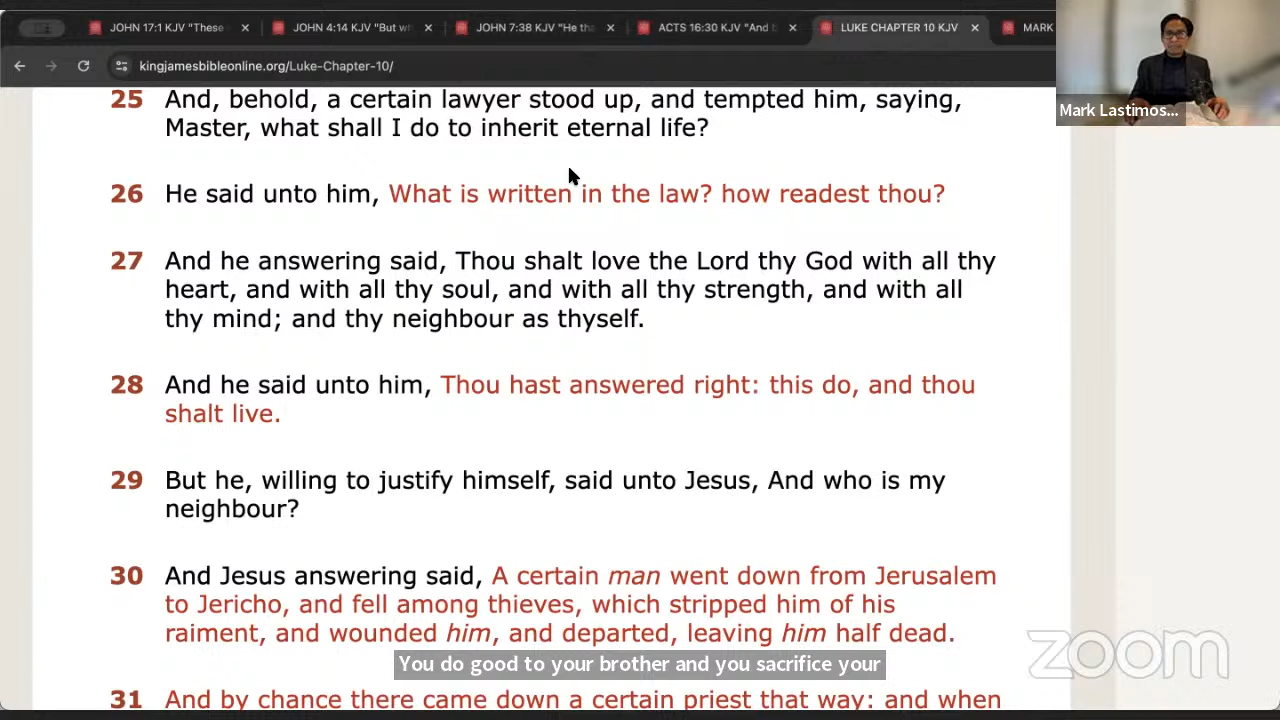 JOHN 17:1 KJV "These
JOHN 4:14 KJV "But wh
JOHN 7:38 KJV "He tha
ACTS 16:30 KJV "And b
LUKE CHAPTER 10 KJV
MARK
kingjamesbibleonline.org/Luke-Chapter-10/
Mark Lastimos...
25 And, behold, a certain lawyer stood up, and tempted him, saying,
Master, what shall I do to inherit eternal life?
26 He said unto him, What is written in the law? how readest thou?
27 And he answering said, Thou shalt love the Lord thy God with all thy
heart, and with all thy soul, and with all thy strength, and with all
thy mind; and thy neighbour as thyself.
28 And he said unto him, Thou hast answered right: this do, and thou
shalt live.
29 But he, willing to justify himself, said unto Jesus, And who is my
neighbour?
30 And Jesus answering said, A certain man went down from Jerusalem
to Jericho, and fell among thieves, which stripped him of his
raiment, and wounded him, and departed, leaving him half dead.
zoom
You do good to your brother and you sacrifice your
31 And by chance there came down a certain priest that way: and when